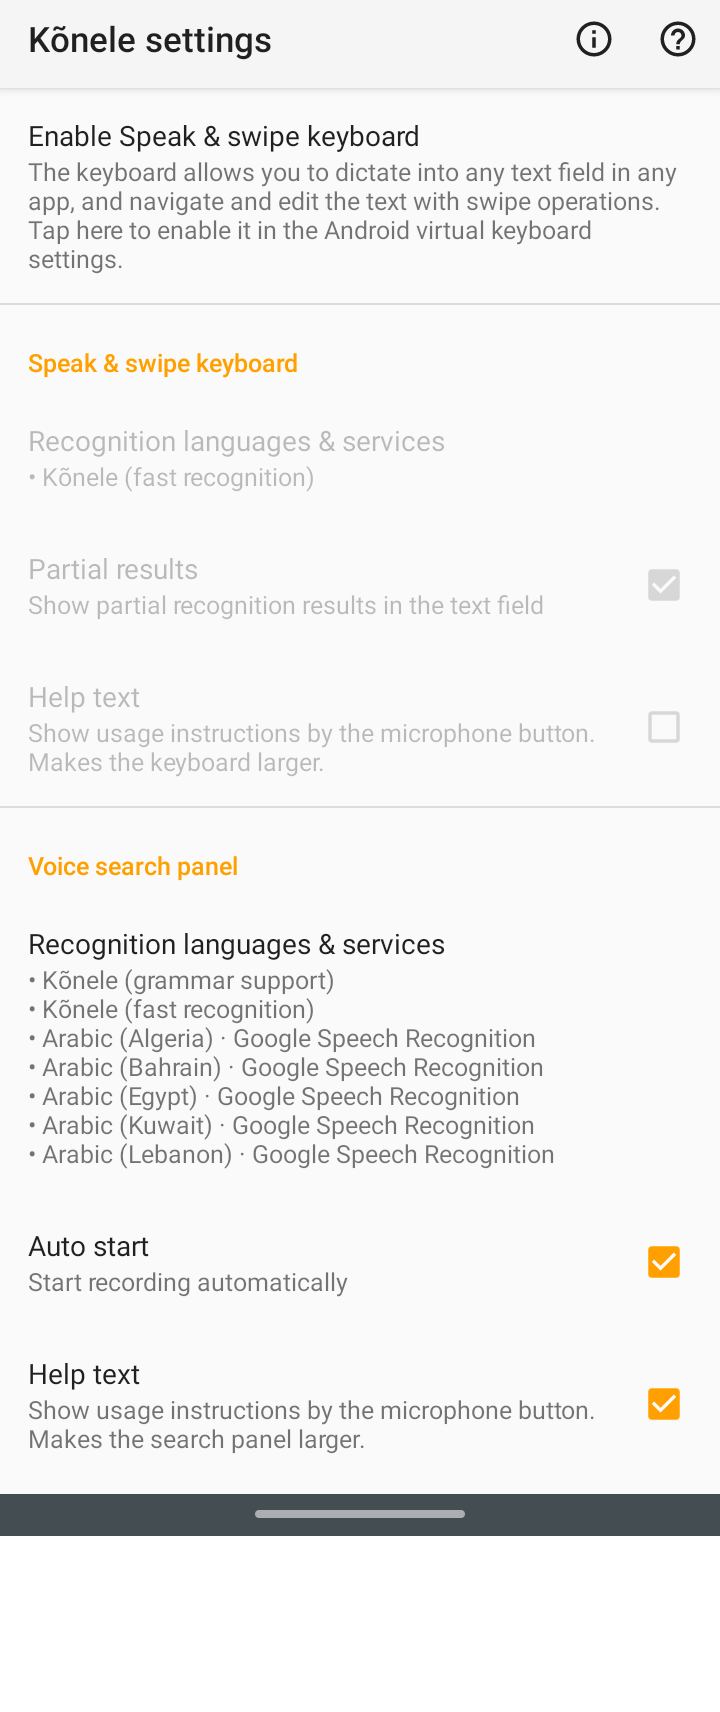 Kõnele settings
Enable Speak & swipe keyboard
The keyboard allows you to dictate into any text field in any
app, and navigate and edit the text with swipe operations.
Tap here to enable it in the Android virtual keyboard
settings.
Speak & swipe keyboard
Recognition languages & services
• Kõnele (fast recognition)
Partial results
Show partial recognition results in the text field
Help text
Show usage instructions by the microphone button.
Makes the keyboard larger.
Voice search panel
Recognition languages & services
• Kõnele (grammar support)
• Kõnele (fast recognition)
• Arabic (Algeria) · Google Speech Recognition
• Arabic (Bahrain) · Google Speech Recognition
• Arabic (Egypt) · Google Speech Recognition
• Arabic (Kuwait) · Google Speech Recognition
• Arabic (Lebanon) · Google Speech Recognition
Auto start
Start recording automatically
Help text
Show usage instructions by the microphone button.
Makes the search panel larger.